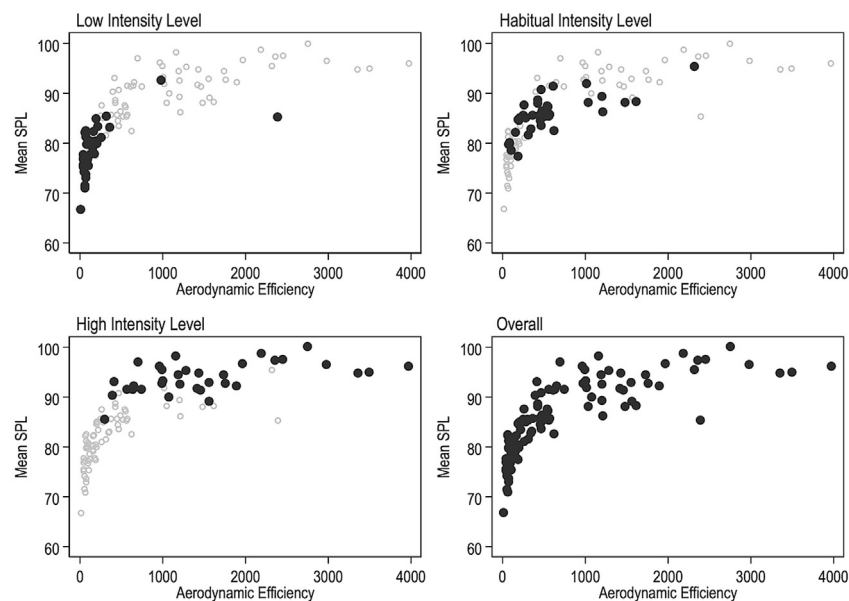 Low Intensity Level
100
90
80
70
60
Mean SPL
0 1000 2000 3000 4000
Aerodynamic Efficiency
Habitual Intensity Level
100
90
80
70
60
Mean SPL
0 1000 2000 3000 4000
Aerodynamic Efficiency
High Intensity Level
100
90
80
70
60
Mean SPL
0 1000 2000 3000 4000
Aerodynamic Efficiency
Overall
100
90
80
70
60
Mean SPL
0 1000 2000 3000 4000
Aerodynamic Efficiency